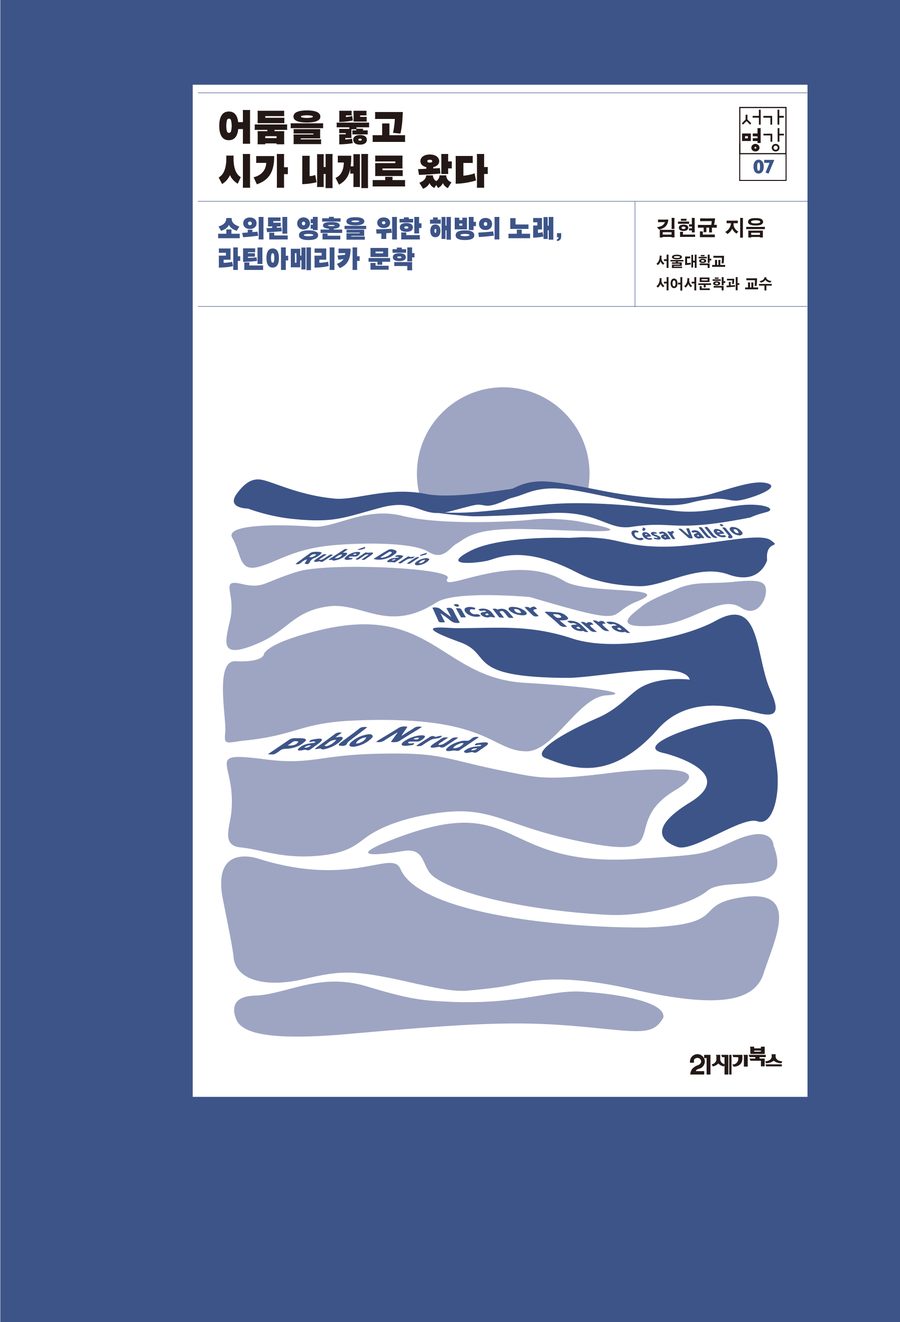 어둠을 뚫고
시가 내게로 왔다
서가
명강
07
소외된 영혼을 위한 해방의 노래,
라틴아메리카 문학
김현균 지음
서울대학교
서어서문학과 교수
César Vallejo
Rubén Darío
Nicanor Parra
Pablo Neruda
21세기북스